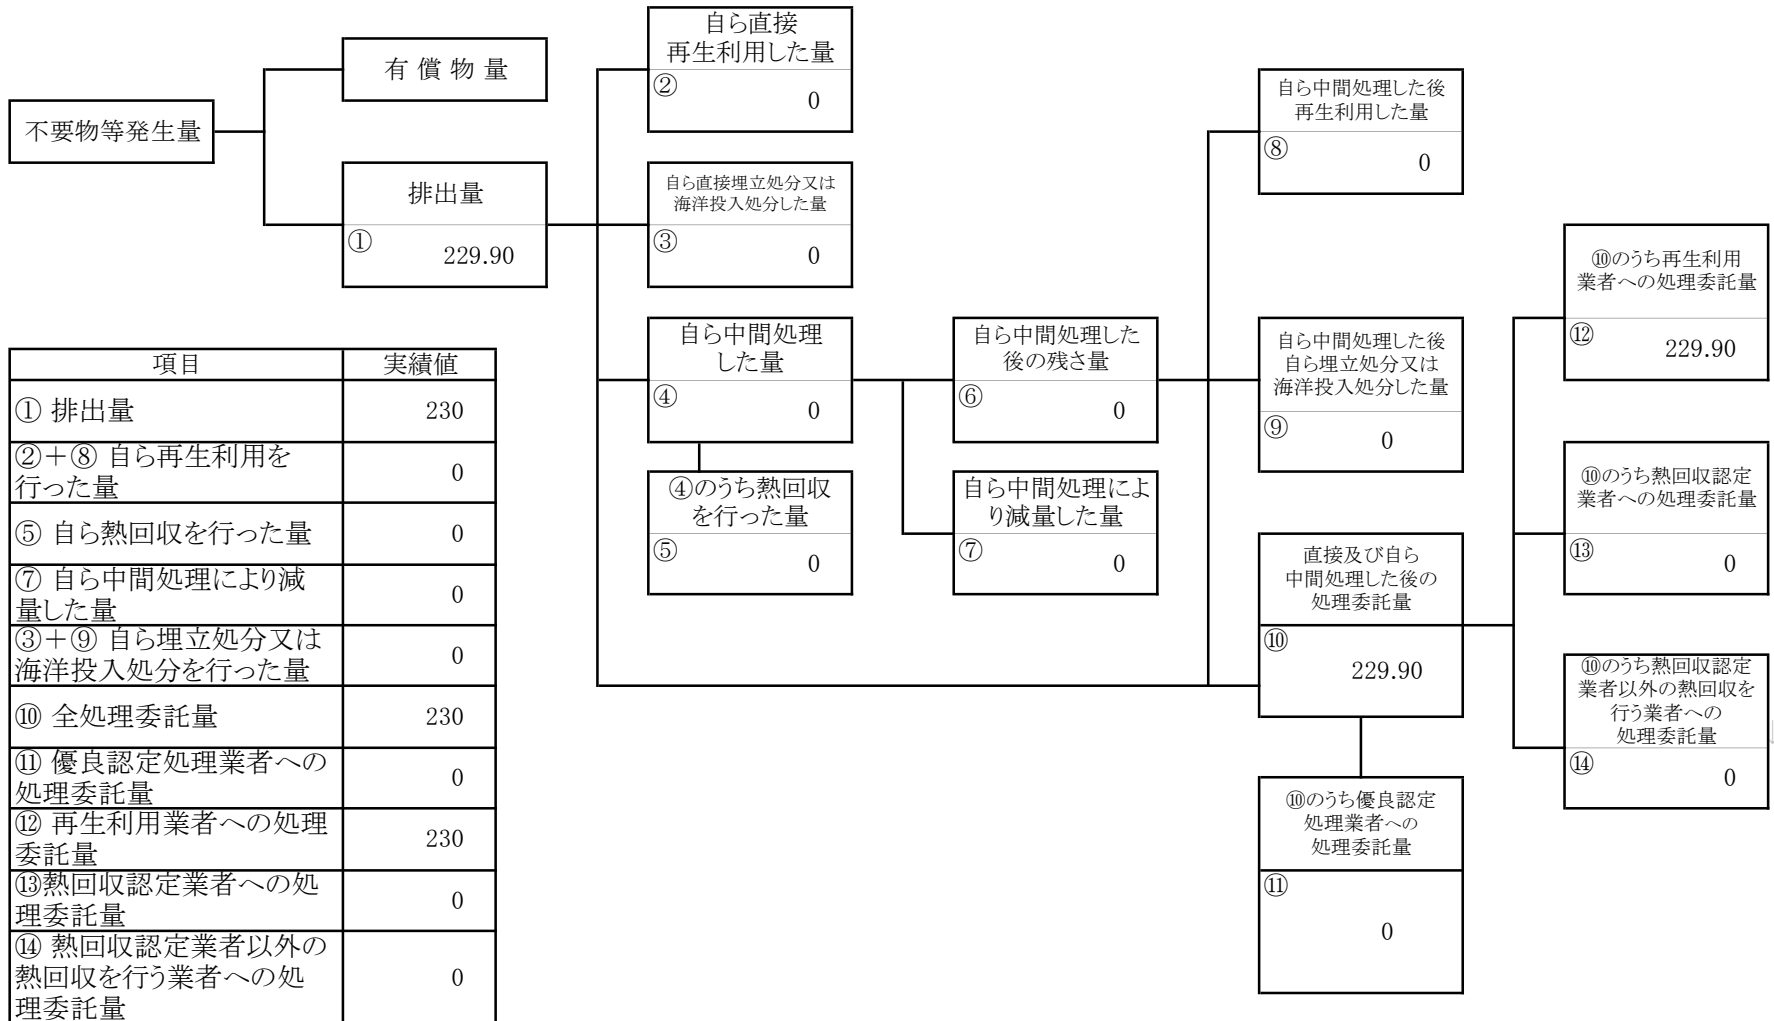 不要物等発生量
有 償 物 量
排出量
① 229.90
自ら直接
再生利用した量
② 0
自ら直接埋立処分又は
海洋投入処分した量
③ 0
自ら中間処理
した量
④ 0
④のうち熱回収
を行った量
⑤ 0
自ら中間処理した
後の残さ量
⑥ 0
自ら中間処理によ
り減量した量
⑦ 0
自ら中間処理した後
再生利用した量
⑧ 0
自ら中間処理した後
自ら埋立処分又は
海洋投入処分した量
⑨ 0
直接及び自ら
中間処理した後の
処理委託量
⑩ 229.90
⑩のうち優良認定
処理業者への
処理委託量
⑪ 0
⑩のうち再生利用
業者への処理委託量
⑫ 229.90
⑩のうち熱回収認定
業者への処理委託量
⑬ 0
⑩のうち熱回収認定
業者以外の熱回収を
行う業者への
処理委託量
⑭ 0
項目 実績値
① 排出量 230
②＋⑧ 自ら再生利用を
行った量 0
⑤ 自ら熱回収を行った量 0
⑦ 自ら中間処理により減
量した量 0
③＋⑨ 自ら埋立処分又は
海洋投入処分を行った量 0
⑩ 全処理委託量 230
⑪ 優良認定処理業者への
処理委託量 0
⑫ 再生利用業者への処理
委託量 230
⑬熱回収認定業者への処
理委託量 0
⑭ 熱回収認定業者以外の
熱回収を行う業者への処
理委託量 0